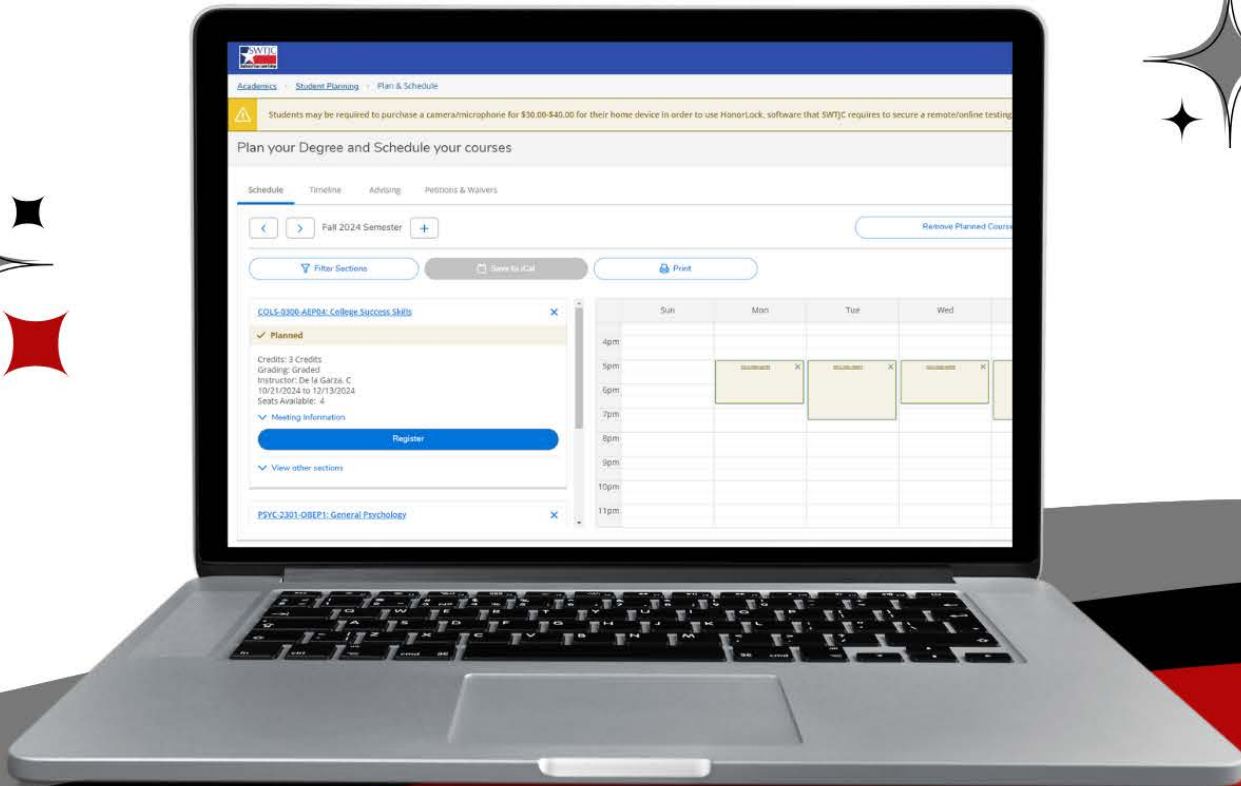 SWTJC
Academics Student Planning Plan & Schedule
Students may be required to purchase a camera/microphone for $30.00-$40.00 for their home device in order to use HonorLock, software that SWTJC requires to secure a remote/online testing
Plan your Degree and Schedule your courses
Schedule Timeline Advising Petitions & Waivers
Fall 2024 Semester
Remove Planned Cours
Filter Sections Save to iCal Print
COLS-0300-AEP04: College Success Skills
Sun Mon Tue Wed
Planned
4pm
Credits: 3 Credits
Grading: Graded
Instructor: De la Garza, C
10/21/2024 to 12/13/2024
Seats Available: 4
5pm
6pm
Meeting Information
7pm
Register
8pm
View other sections
9pm
10pm
PSYC-2301-OBEP1: General Psychology
11pm